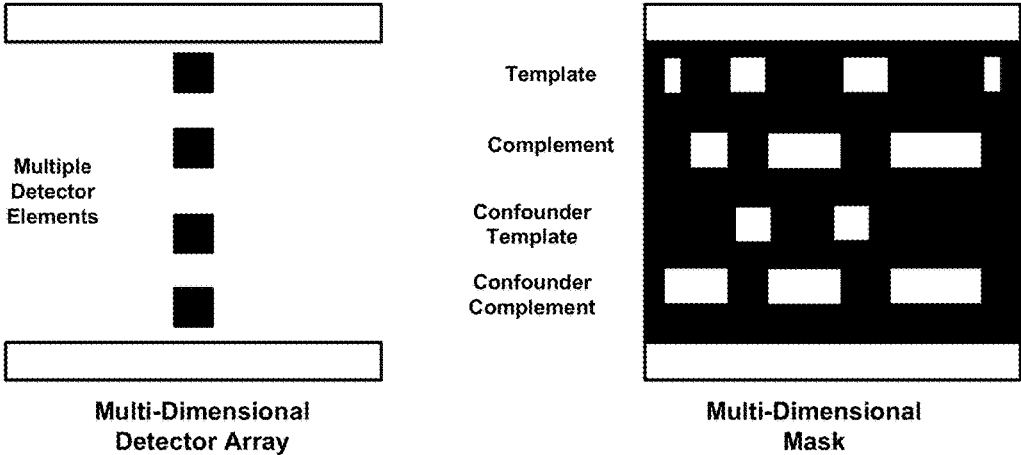 Multiple
Detector
Elements
Multi-Dimensional
Detector Array
Template
Complement
Confounder
Template
Confounder
Complement
Multi-Dimensional
Mask